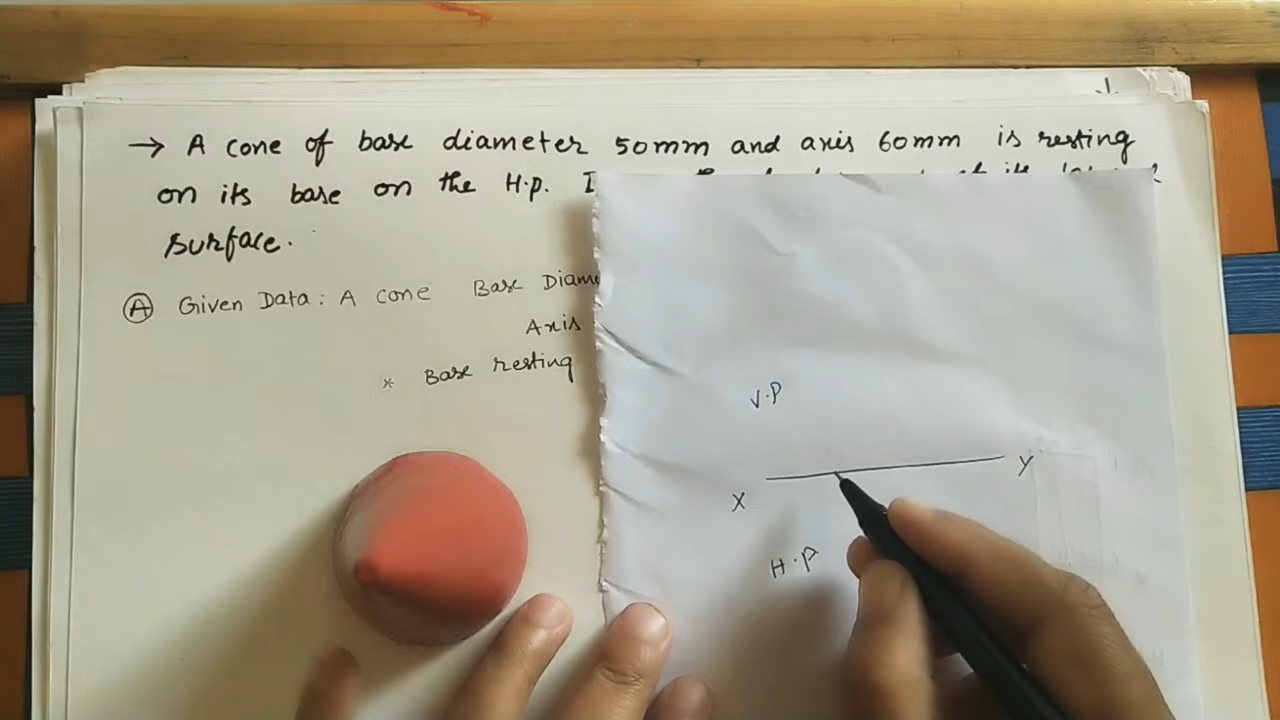 → A cone of base diameter 50mm and axis 60mm is resting
on its base on the H.p.
surface.
Ⓐ Given Data : A cone Base
Axis
* Base resting
V.P
X Y
H.P